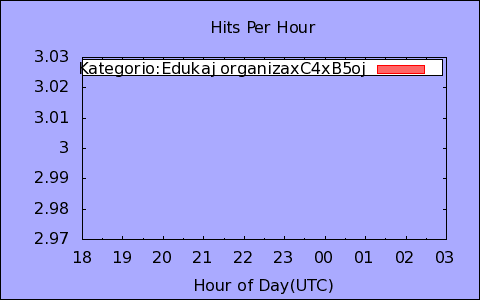 Hits Per Hour
3.03
Kategorio:Edukaj organizaxC4xB5oj
3.02
3.01
3
2.99
2.98
2.97
18 19 20 21 22 23 00 01 02 03
Hour of Day(UTC)